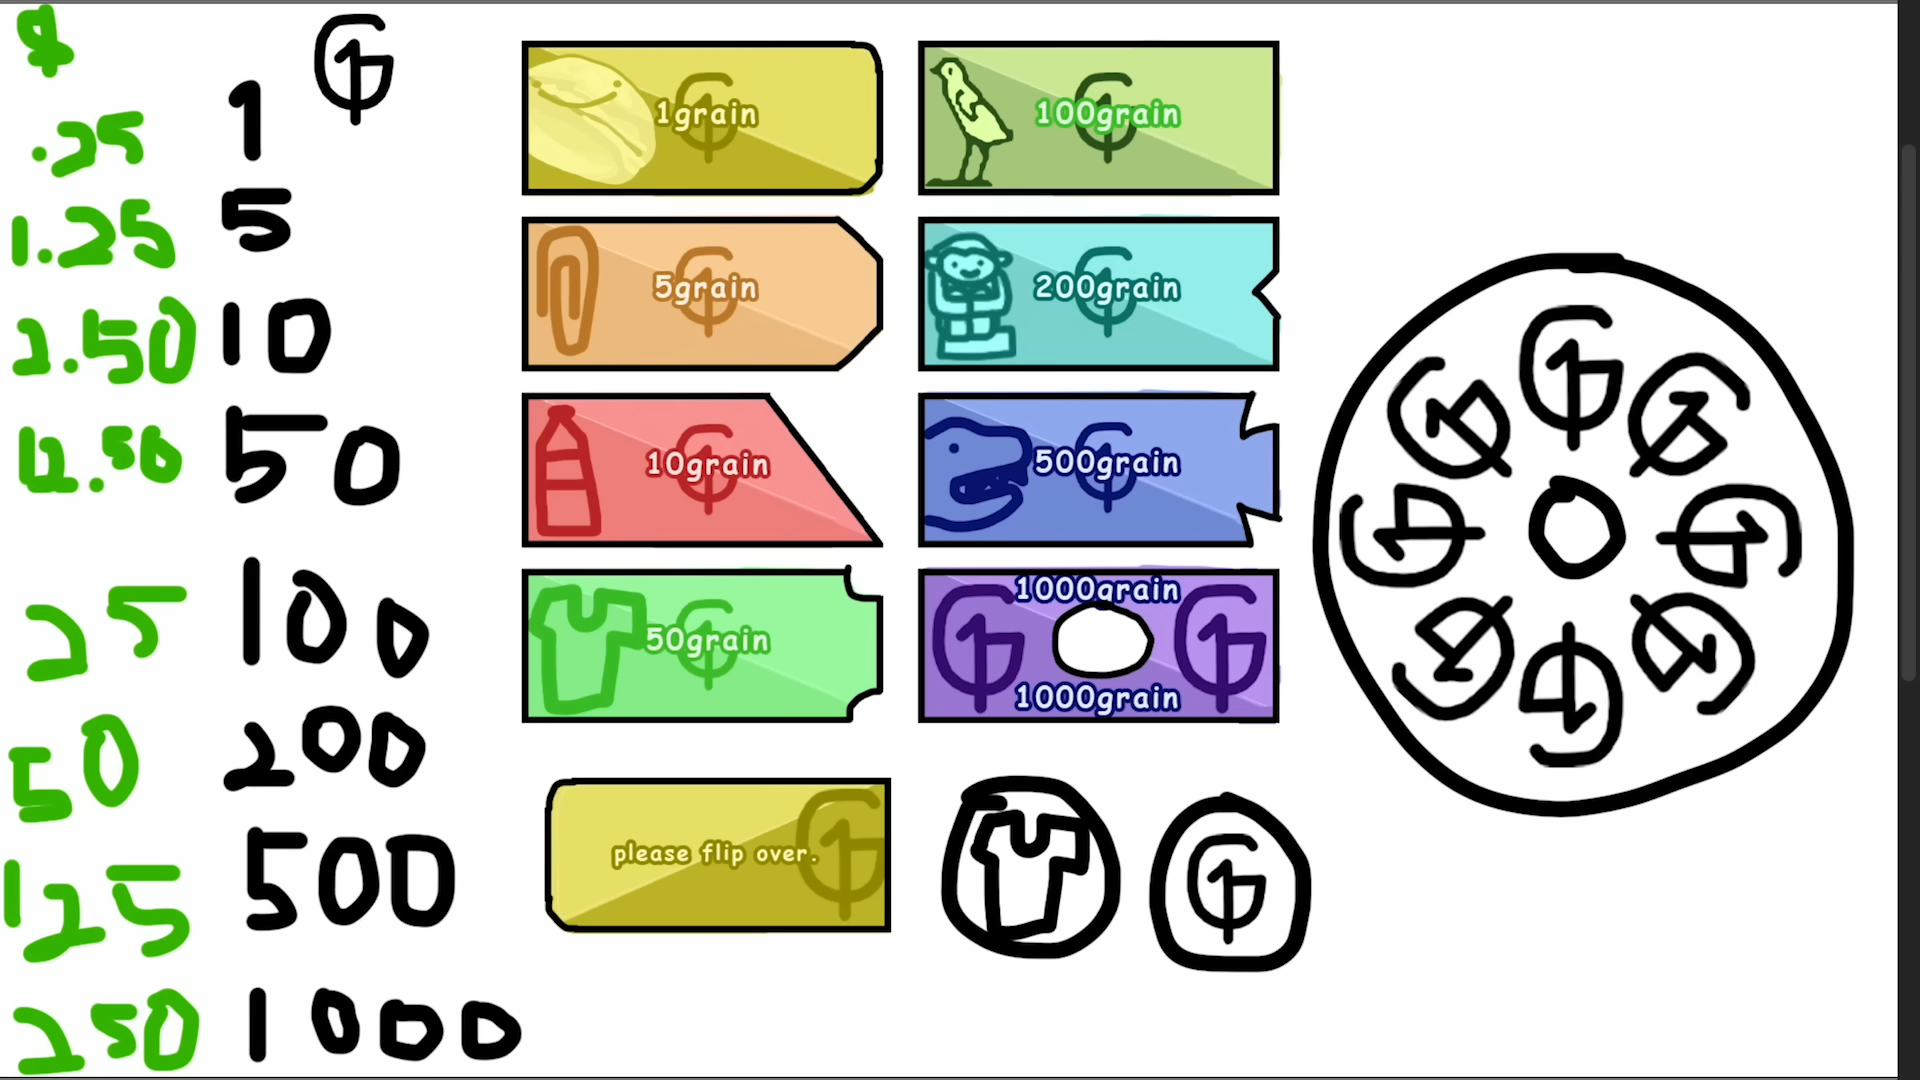 $
.25 1
1.25 5
2.50 10
12.50 50
25 100
50 200
125 500
250 1000
1grain
5grain
10grain
50grain
100grain
200grain
500grain
1000grain
1000grain
please flip over.